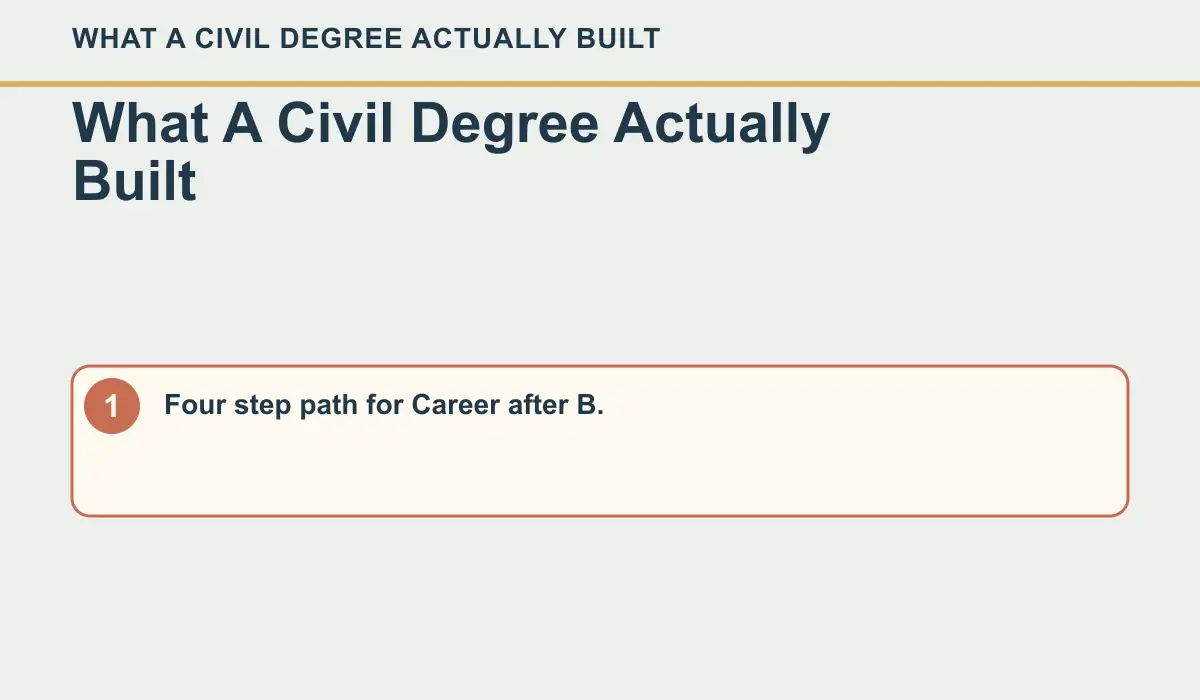 WHAT A CIVIL DEGREE ACTUALLY BUILT
What A Civil Degree Actually
Built
1
Four step path for Career after B.